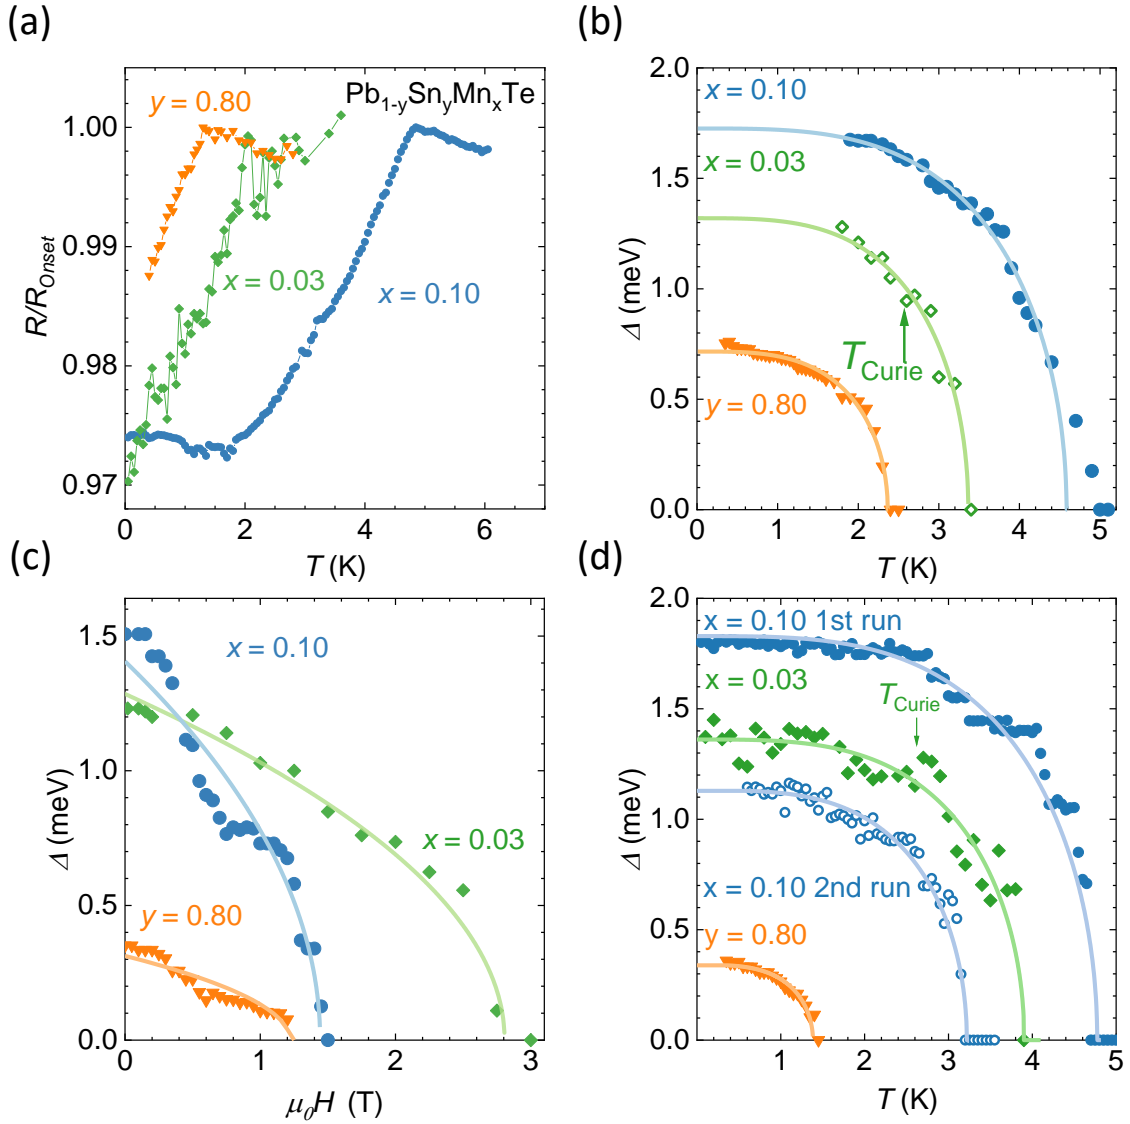 (a)
Pb1-ySnyMnxTe
y = 0.80
x = 0.03
x = 0.10
1.00
0.99
0.98
0.97
R/ROnset
0 2 4 6
T (K)
(b)
x = 0.10
x = 0.03
TCurie
y = 0.80
2.0
1.5
1.0
0.5
0.0
Δ (meV)
0 1 2 3 4 5
T (K)
(c)
x = 0.10
x = 0.03
y = 0.80
1.5
1.0
0.5
0.0
Δ (meV)
0 1 2 3
μ0H (T)
(d)
x = 0.10 1st run
x = 0.03
TCurie
x = 0.10 2nd run
y = 0.80
2.0
1.5
1.0
0.5
0.0
Δ (meV)
1 2 3 4 5
T (K)